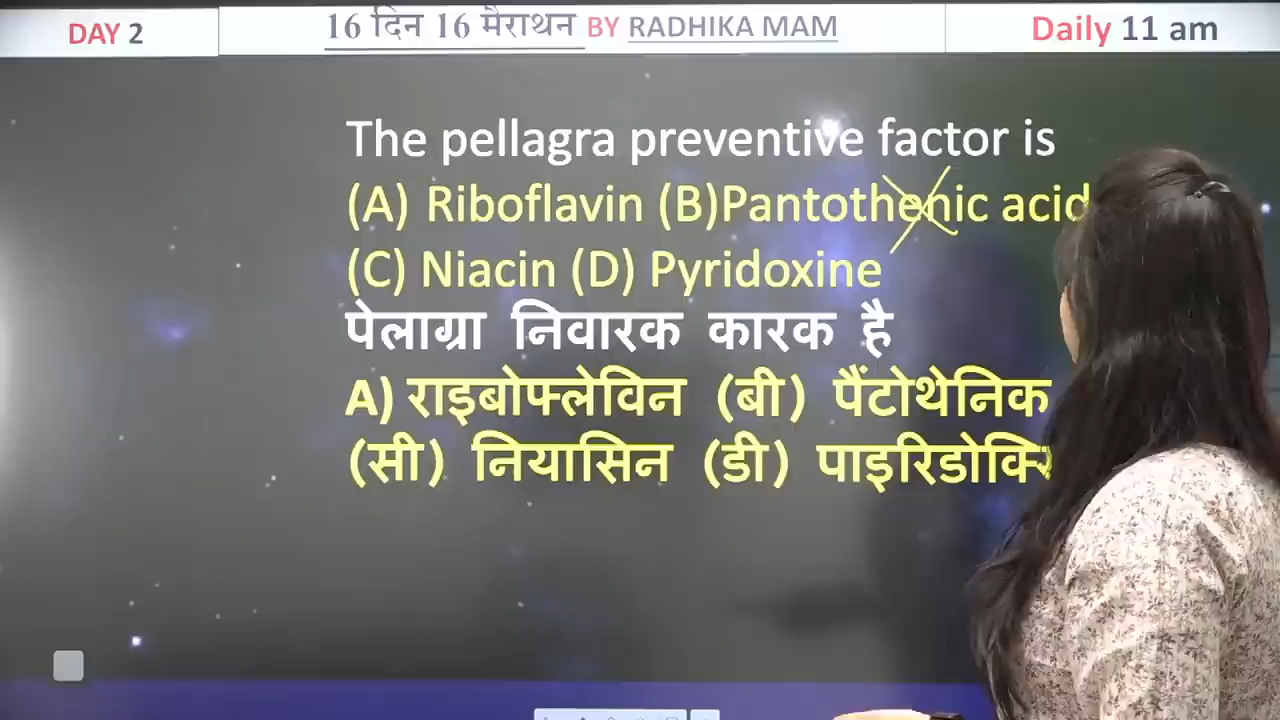 DAY 2
16 दिन 16 मैराथन BY RADHIKA MAM
Daily 11 am
The pellagra preventive factor is
(A) Riboflavin (B)Pantothenic acid
(C) Niacin (D) Pyridoxine
पेलाग्रा निवारक कारक है
A) राइबोफ्लेविन (बी) पैंटोथेनिक
(सी) नियासिन (डी)